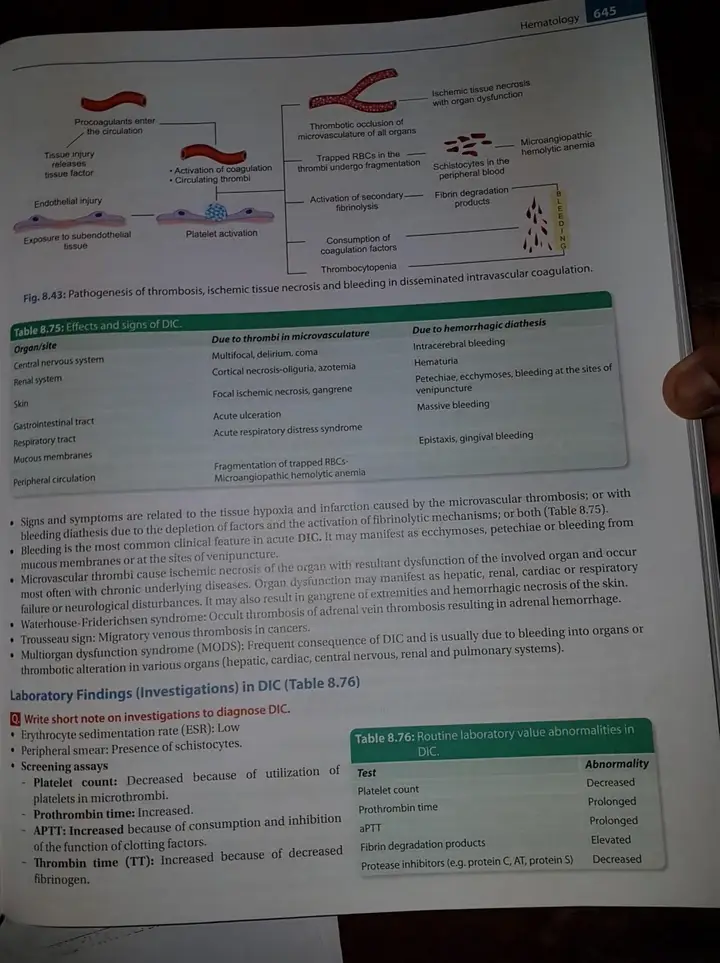 Hematology 645
Procoagulants enter
the circulation
Tissue injury
releases
tissue factor
• Activation of coagulation
• Circulating thrombi
Endothelial injury
Exposure to subendothelial
tissue
Platelet activation
Thrombotic occlusion of
microvasculature of all organs
Ischemic tissue necrosis
with organ dysfunction
Trapped RBCs in the
thrombi undergo fragmentation
Schistocytes in the
peripheral blood
Microangiopathic
hemolytic anemia
Activation of secondary
fibrinolysis
Fibrin degradation
products
Consumption of
coagulation factors
Thrombocytopenia
BLEEDING
Fig. 8.43: Pathogenesis of thrombosis, ischemic tissue necrosis and bleeding in disseminated intravascular coagulation.
Table 8.75: Effects and signs of DIC.
Organ/site Due to thrombi in microvasculature Due to hemorrhagic diathesis
Central nervous system Multifocal, delirium, coma Intracerebral bleeding
Renal system Cortical necrosis-oliguria, azotemia Hematuria
Skin Focal ischemic necrosis, gangrene Petechiae, ecchymoses, bleeding at the sites of
venipuncture
Gastrointestinal tract Acute ulceration Massive bleeding
Respiratory tract Acute respiratory distress syndrome
Mucous membranes Epistaxis, gingival bleeding
Peripheral circulation Fragmentation of trapped RBCs-
Microangiopathic hemolytic anemia
• Signs and symptoms are related to the tissue hypoxia and infarction caused by the microvascular thrombosis; or with
bleeding diathesis due to the depletion of factors and the activation of fibrinolytic mechanisms; or both (Table 8.75).
• Bleeding is the most common clinical feature in acute DIC. It may manifest as ecchymoses, petechiae or bleeding from
mucous membranes or at the sites of venipuncture.
• Microvascular thrombi cause ischemic necrosis of the organ with resultant dysfunction of the involved organ and occur
most often with chronic underlying diseases. Organ dysfunction may manifest as hepatic, renal, cardiac or respiratory
failure or neurological disturbances. It may also result in gangrene of extremities and hemorrhagic necrosis of the skin.
• Waterhouse-Friderichsen syndrome: Occult thrombosis of adrenal vein thrombosis resulting in adrenal hemorrhage.
• Trousseau sign: Migratory venous thrombosis in cancers.
• Multiorgan dysfunction syndrome (MODS): Frequent consequence of DIC and is usually due to bleeding into organs or
thrombotic alteration in various organs (hepatic, cardiac, central nervous, renal and pulmonary systems).
Laboratory Findings (Investigations) in DIC (Table 8.76)
Q. Write short note on investigations to diagnose DIC.
• Erythrocyte sedimentation rate (ESR): Low
• Peripheral smear: Presence of schistocytes.
• Screening assays
- Platelet count: Decreased because of utilization of
platelets in microthrombi.
- Prothrombin time: Increased.
- APTT: Increased because of consumption and inhibition
of the function of clotting factors.
- Thrombin time (TT): Increased because of decreased
fibrinogen.
Table 8.76: Routine laboratory value abnormalities in
DIC.
Test Abnormality
Platelet count Decreased
Prothrombin time Prolonged
aPTT Prolonged
Fibrin degradation products Elevated
Protease inhibitors (e.g. protein C, AT, protein S) Decreased